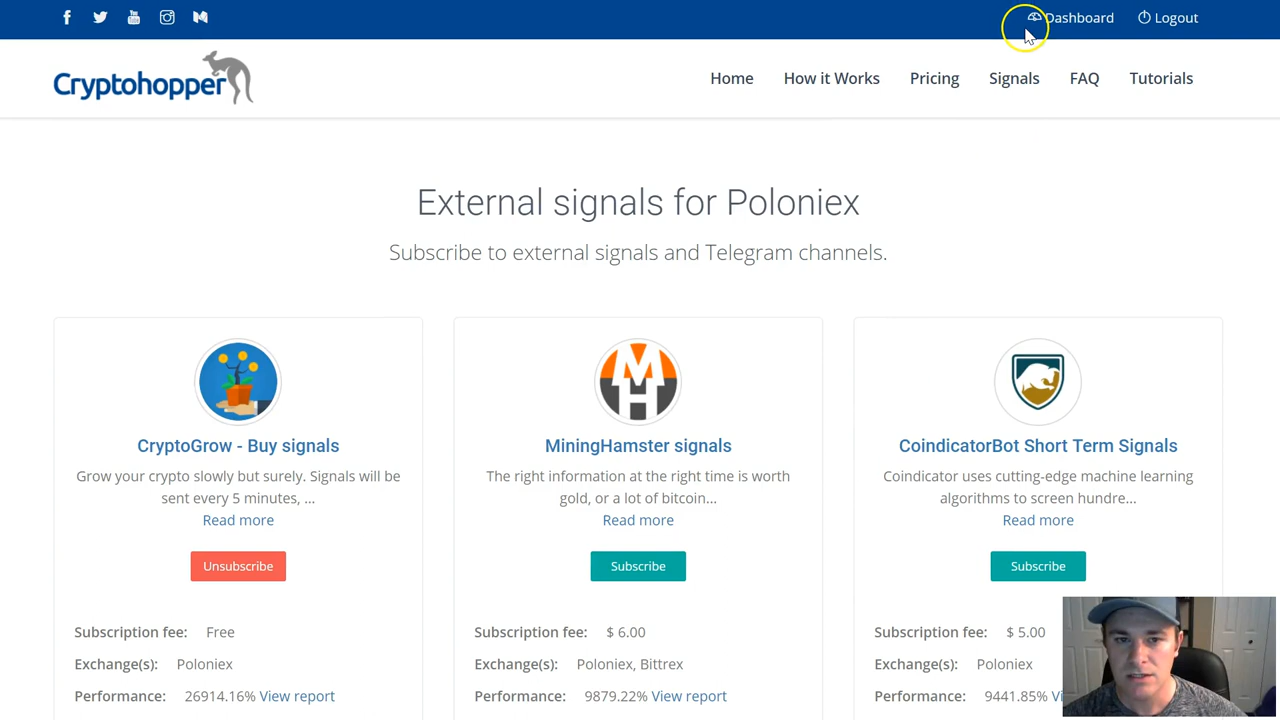 Dashboard Logout
Cryptohopper
Home How it Works Pricing Signals FAQ Tutorials
External signals for Poloniex
Subscribe to external signals and Telegram channels.
CryptoGrow - Buy signals
Grow your crypto slowly but surely. Signals will be
sent every 5 minutes, ...
Read more
Unsubscribe
Subscription fee: Free
Exchange(s): Poloniex
Performance: 26914.16% View report
MH
MiningHamster signals
The right information at the right time is worth
gold, or a lot of bitcoin...
Read more
Subscribe
Subscription fee: $ 6.00
Exchange(s): Poloniex, Bittrex
Performance: 9879.22% View report
CoindicatorBot Short Term Signals
Coindicator uses cutting-edge machine learning
algorithms to screen hundre...
Read more
Subscribe
Subscription fee: $ 5.00
Exchange(s): Poloniex
Performance: 9441.85%